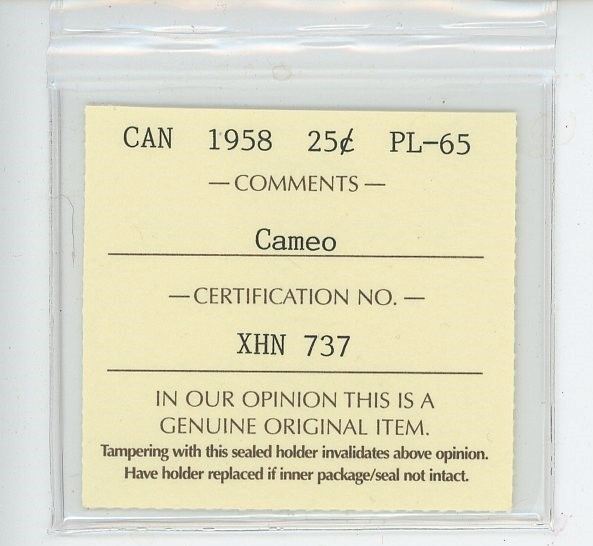 CAN 1958 25¢ PL-65
— COMMENTS —
Cameo
— CERTIFICATION NO. —
XHN 737
IN OUR OPINION THIS IS A
GENUINE ORIGINAL ITEM.
Tampering with this sealed holder invalidates above opinion.
Have holder replaced if inner package/seal not intact.